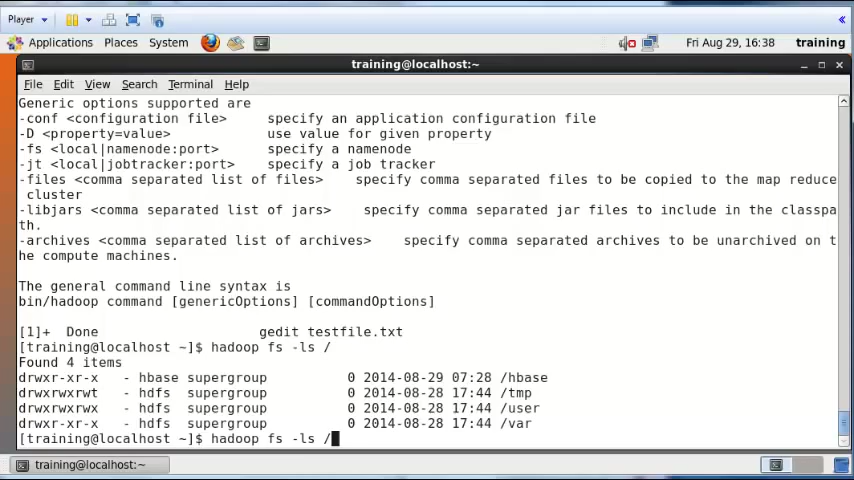 Player
Applications Places System Fri Aug 29, 16:38 training
training@localhost:~
File Edit View Search Terminal Help
Generic options supported are
-conf <configuration file>     specify an application configuration file
-D <property=value>            use value for given property
-fs <local|namenode:port>      specify a namenode
-jt <local|jobtracker:port>    specify a job tracker
-files <comma separated list of files>    specify comma separated files to be copied to the map reduce
 cluster
-libjars <comma separated list of jars>    specify comma separated jar files to include in the classpa
th.
-archives <comma separated list of archives>    specify comma separated archives to be unarchived on t
he compute machines.
The general command line syntax is
bin/hadoop command [genericOptions] [commandOptions]
[1]+  Done                    gedit testfile.txt
[training@localhost ~]$ hadoop fs -ls /
Found 4 items
drwxr-xr-x   - hbase supergroup          0 2014-08-29 07:28 /hbase
drwxrwxrwt   - hdfs  supergroup          0 2014-08-28 17:44 /tmp
drwxrwxrwx   - hdfs  supergroup          0 2014-08-28 17:44 /user
drwxr-xr-x   - hdfs  supergroup          0 2014-08-28 17:44 /var
[training@localhost ~]$ hadoop fs -ls /
training@localhost:~